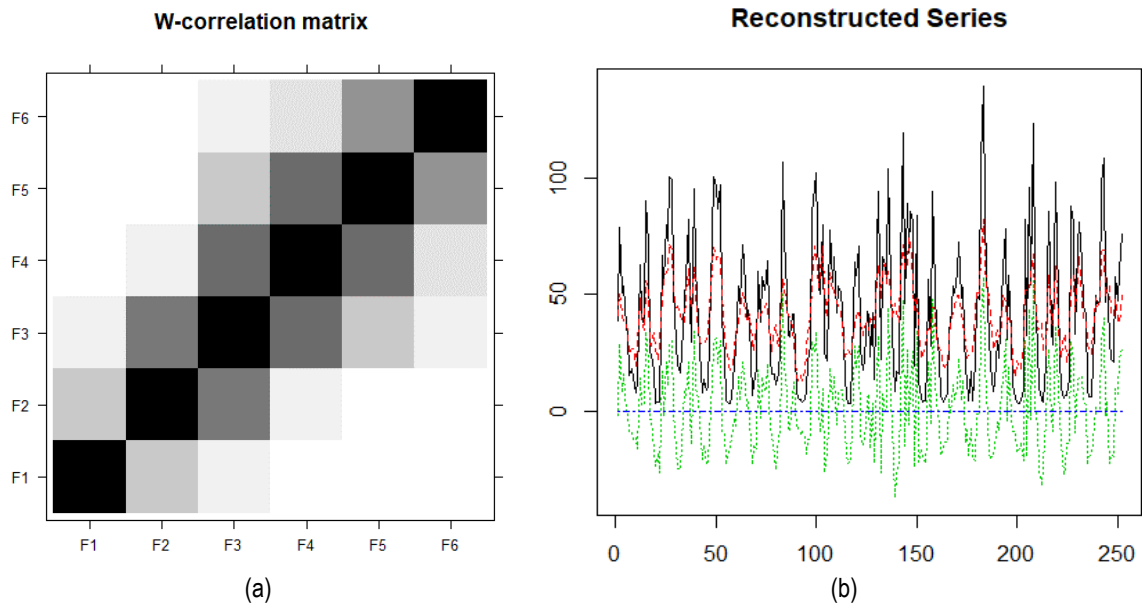 W-correlation matrix
Reconstructed Series
F6
F5
F4
F3
F2
F1
F1 F2 F3 F4 F5 F6
(a)
100
50
0
0 50 100 150 200 250
(b)